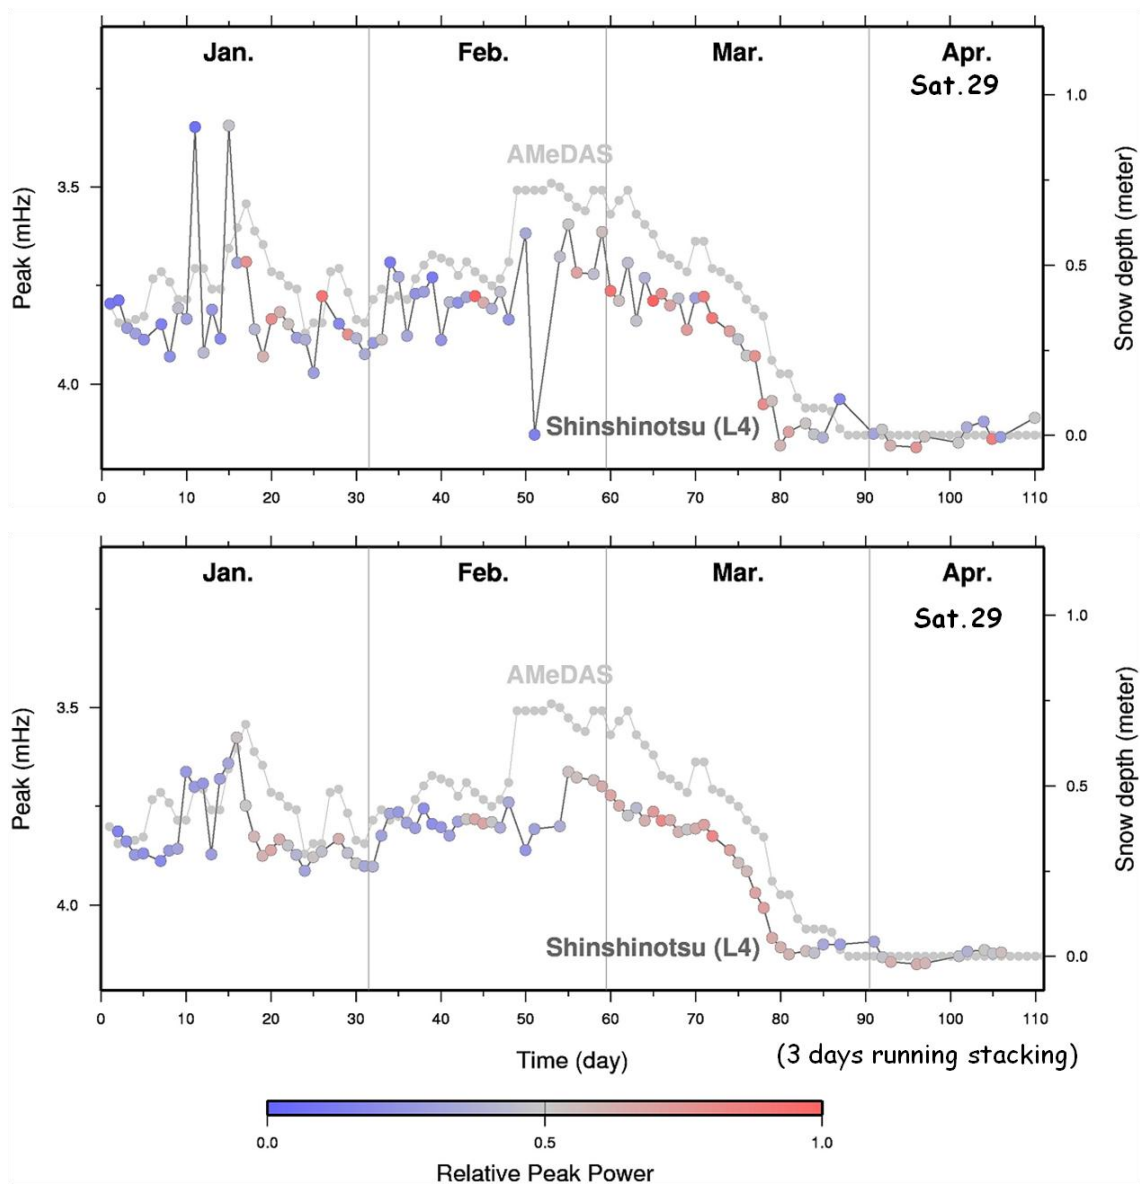 Jan. Feb. Mar. Apr.
Sat.29
1.0
AMeDAS
3.5
Peak (mHz)
Snow depth (meter)
0.5
4.0
Shinshinotsu (L4)
0.0
0 10 20 30 40 50 60 70 80 90 100 110
Jan. Feb. Mar. Apr.
Sat.29
1.0
AMeDAS
3.5
Peak (mHz)
Snow depth (meter)
0.5
4.0
Shinshinotsu (L4)
0.0
0 10 20 30 40 50 60 70 80 90 100 110
Time (day) (3 days running stacking)
0.0 0.5 1.0
Relative Peak Power